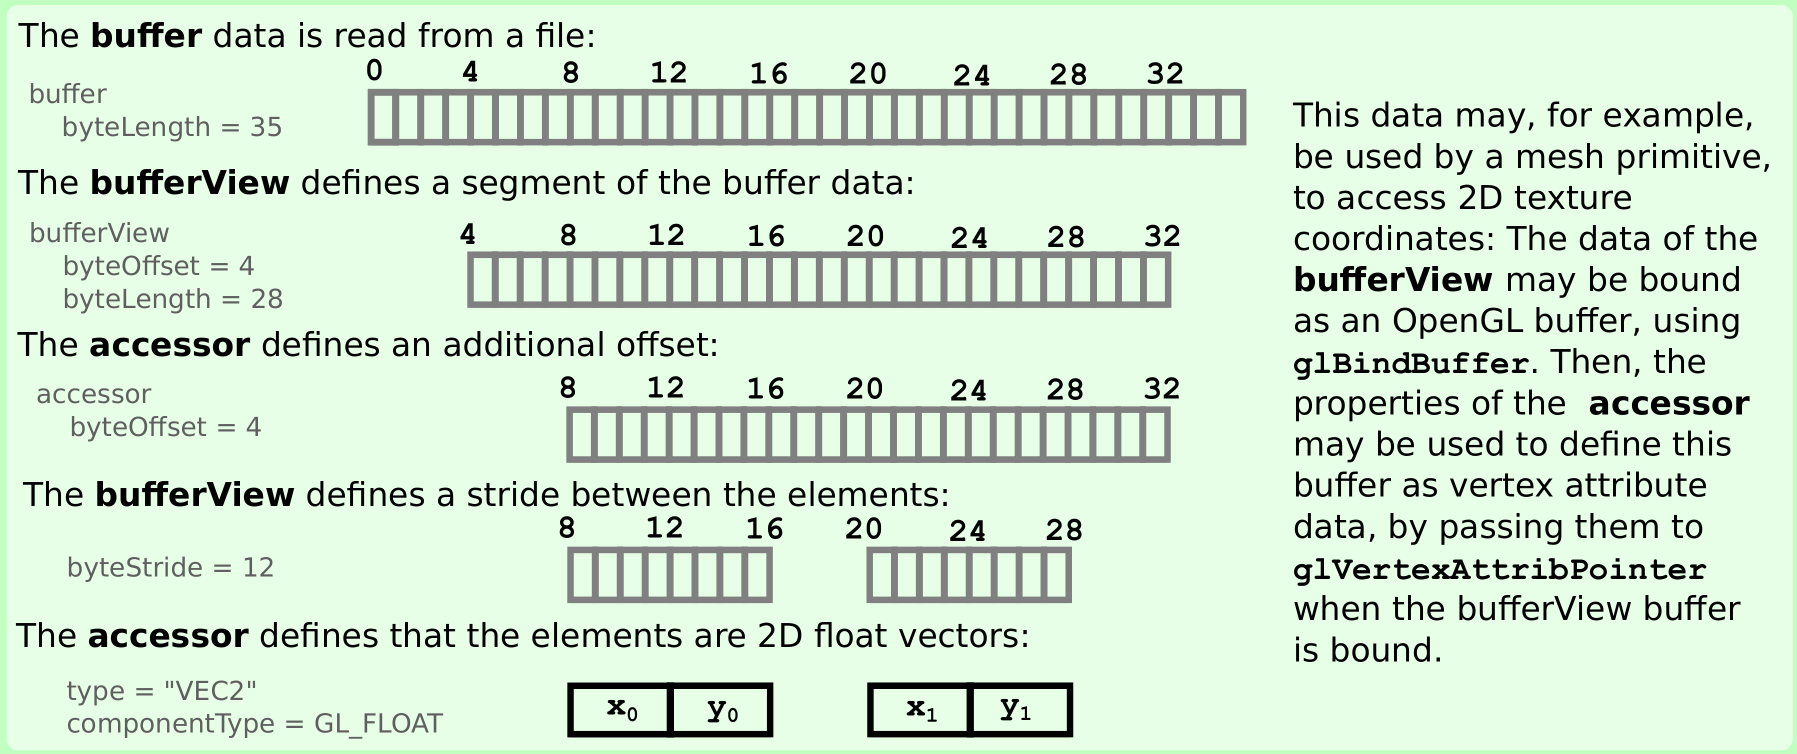 The buffer data is read from a file:
0 4 8 12 16 20 24 28 32
buffer
byteLength = 35
The bufferView defines a segment of the buffer data:
4 8 12 16 20 24 28 32
bufferView
byteOffset = 4
byteLength = 28
The accessor defines an additional offset:
8 12 16 20 24 28 32
accessor
byteOffset = 4
The bufferView defines a stride between the elements:
8 12 16 20 24 28
byteStride = 12
The accessor defines that the elements are 2D float vectors:
type = "VEC2"
componentType = GL_FLOAT
x₀ y₀ x₁ y₁
This data may, for example,
be used by a mesh primitive,
to access 2D texture
coordinates: The data of the
bufferView may be bound
as an OpenGL buffer, using
glBindBuffer. Then, the
properties of the accessor
may be used to define this
buffer as vertex attribute
data, by passing them to
glVertexAttribPointer
when the bufferView buffer
is bound.